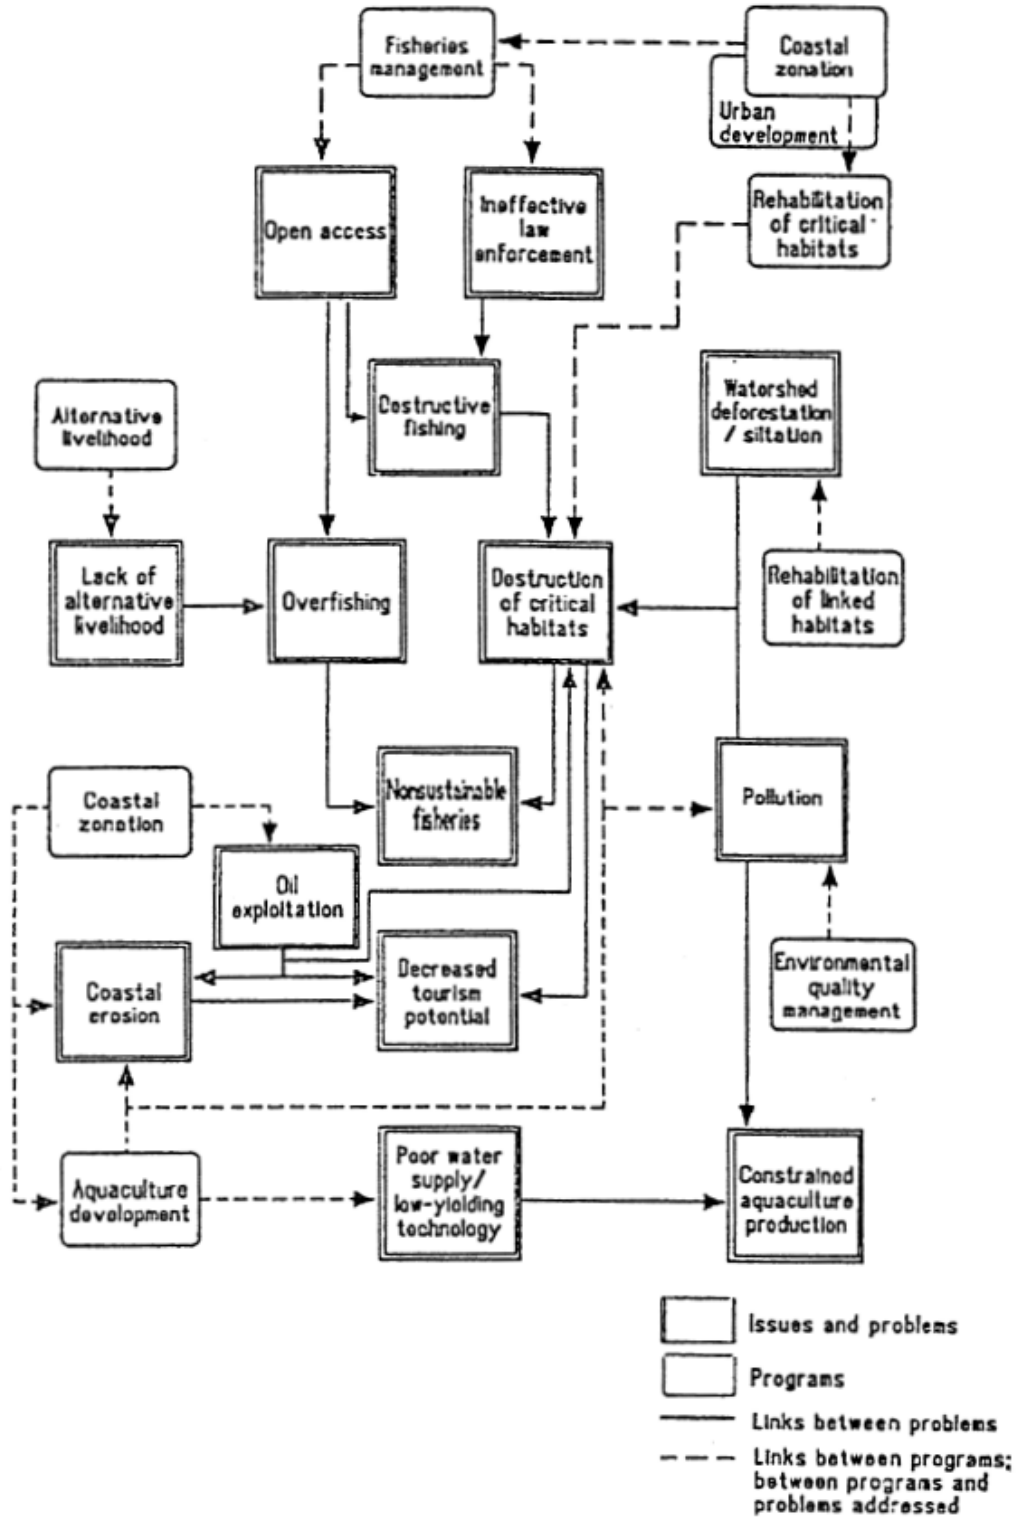 Fisheries
management
Coastal
zonation
Urban
development
Rehabilitation
of critical
habitats
Open access
Ineffective
law
enforcement
Watershed
deforestation
/ siltation
Destructive
fishing
Alternative
livelihood
Lack of
alternative
livelihood
Overfishing
Destruction
of critical
habitats
Rehabilitation
of linked
habitats
Nonsustainable
fisheries
Pollution
Coastal
zonation
Oil
exploitation
Coastal
erosion
Decreased
tourism
potential
Environmental
quality
management
Aquaculture
development
Poor water
supply/
low-yielding
technology
Constrained
aquaculture
production
Issues and problems
Programs
Links between problems
Links between programs;
between programs and
problems addressed